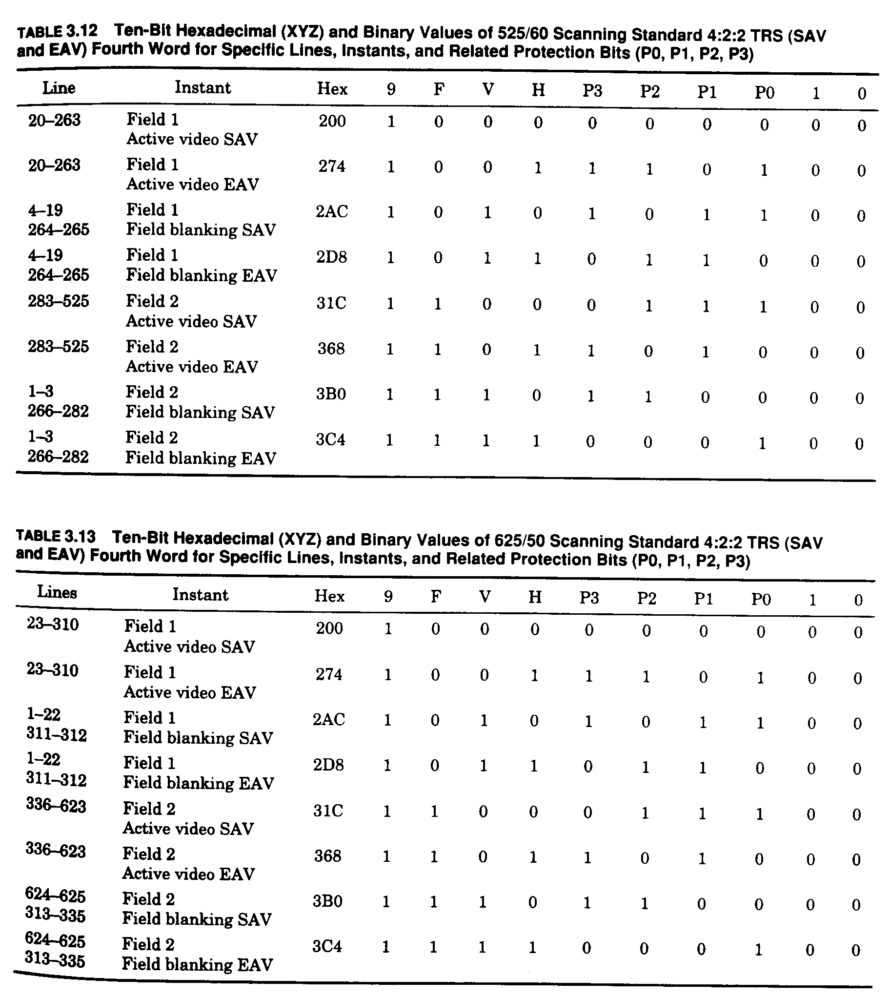 TABLE 3.12 Ten-Bit Hexadecimal (XYZ) and Binary Values of 525/60 Scanning Standard 4:2:2 TRS (SAV
and EAV) Fourth Word for Specific Lines, Instants, and Related Protection Bits (P0, P1, P2, P3)
Line Instant Hex 9 F V H P3 P2 P1 P0 1 0
20–263 Field 1 200 1 0 0 0 0 0 0 0 0 0
Active video SAV
20–263 Field 1 274 1 0 0 1 1 1 0 1 0 0
Active video EAV
4–19 Field 1 2AC 1 0 1 0 1 0 1 1 0 0
264–265 Field blanking SAV
4–19 Field 1 2D8 1 0 1 1 0 1 1 0 0 0
264–265 Field blanking EAV
283–525 Field 2 31C 1 1 0 0 0 1 1 1 0 0
Active video SAV
283–525 Field 2 368 1 1 0 1 1 0 1 0 0 0
Active video EAV
1–3 Field 2 3B0 1 1 1 0 1 1 0 0 0 0
266–282 Field blanking SAV
1–3 Field 2 3C4 1 1 1 1 0 0 0 1 0 0
266–282 Field blanking EAV
TABLE 3.13 Ten-Bit Hexadecimal (XYZ) and Binary Values of 625/50 Scanning Standard 4:2:2 TRS (SAV
and EAV) Fourth Word for Specific Lines, Instants, and Related Protection Bits (P0, P1, P2, P3)
Lines Instant Hex 9 F V H P3 P2 P1 P0 1 0
23–310 Field 1 200 1 0 0 0 0 0 0 0 0 0
Active video SAV
23–310 Field 1 274 1 0 0 1 1 1 0 1 0 0
Active video EAV
1–22 Field 1 2AC 1 0 1 0 1 0 1 1 0 0
311–312 Field blanking SAV
1–22 Field 1 2D8 1 0 1 1 0 1 1 0 0 0
311–312 Field blanking EAV
336–623 Field 2 31C 1 1 0 0 0 1 1 1 0 0
Active video SAV
336–623 Field 2 368 1 1 0 1 1 0 1 0 0 0
Active video EAV
624–625 Field 2 3B0 1 1 1 0 1 1 0 0 0 0
313–335 Field blanking SAV
624–625 Field 2 3C4 1 1 1 1 0 0 0 1 0 0
313–335 Field blanking EAV